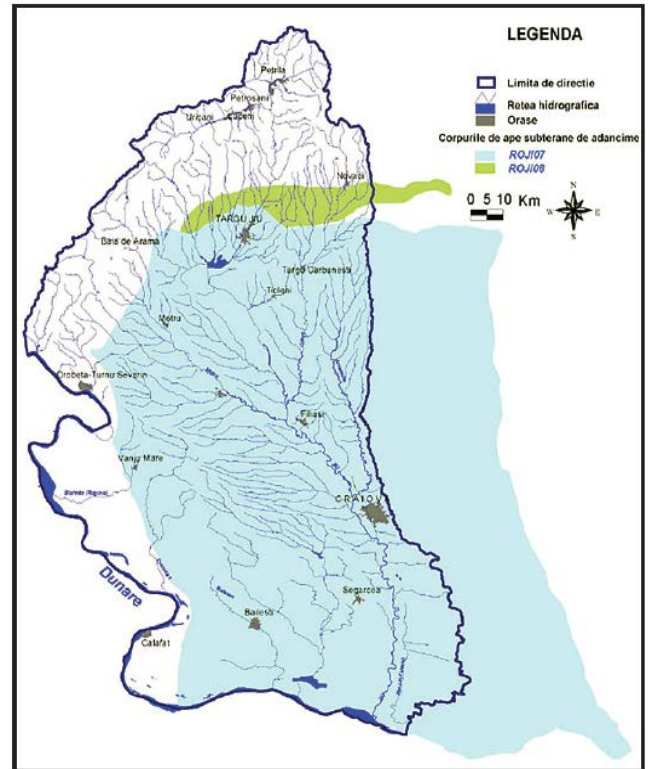 LEGENDA
Limita de directie
Retea hidrografica
Orase
Corpurile de ape subterane de adancime
ROJI07
ROJI08
0 5 10 Km
N
W E
S
Petrila
Petrosani
Uricani
Lupeni
Novaci
TARGU JIU
Baia de Arama
Targu Carbunesti
Ticleni
Motru
Drobeta-Turnu Severin
Filiasi
Vanju Mare
CRAIOV
Dunare
Segarcea
Bailesti
Calafat